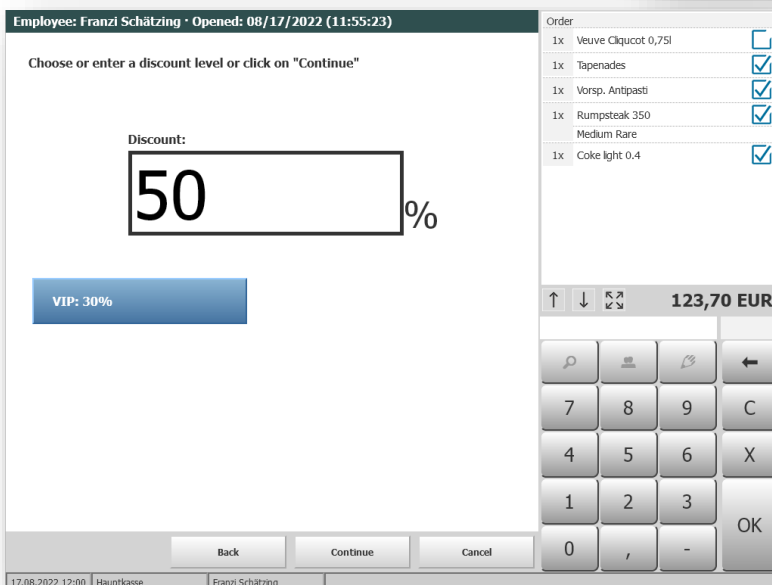 Employee: Franzi Schätzing · Opened: 08/17/2022 (11:55:23)
Choose or enter a discount level or click on "Continue"
Discount:
50 %
VIP: 30%
Back Continue Cancel
Order
1x Veuve Cliqucot 0,75l
1x Tapenades
1x Vorsp. Antipasti
1x Rumpsteak 350
Medium Rare
1x Coke light 0.4
↑ ↓ 123,70 EUR
7 8 9 C
4 5 6 X
1 2 3
OK
0 , -
17.08.2022 12:00 Hauptkasse Franzi Schätzing